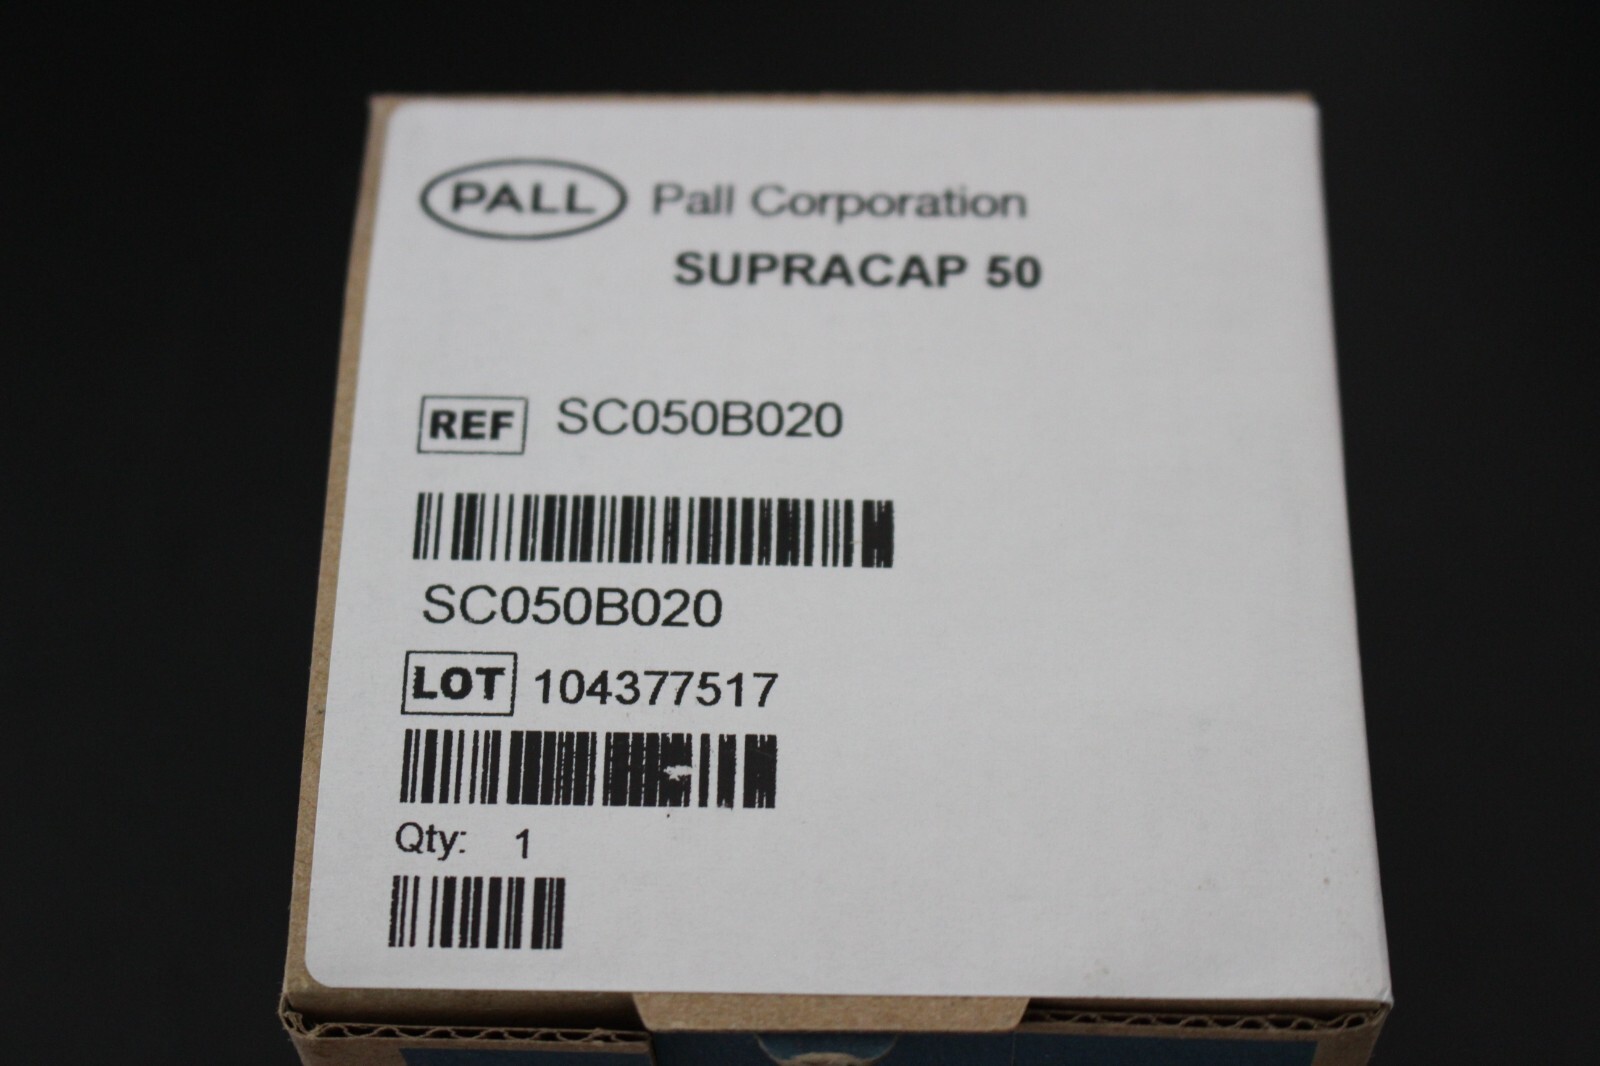 PALL Pall Corporation
SUPRACAP 50
REF SC050B020
SC050B020
LOT 104377517
Qty: 1